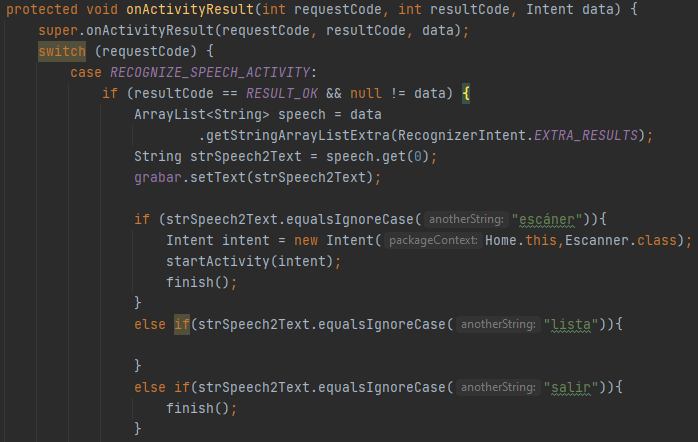 protected void onActivityResult(int requestCode, int resultCode, Intent data) {
super.onActivityResult(requestCode, resultCode, data);
switch (requestCode) {
case RECOGNIZE_SPEECH_ACTIVITY:
if (resultCode == RESULT_OK && null != data) {
ArrayList<String> speech = data
.getStringArrayListExtra(RecognizerIntent.EXTRA_RESULTS);
String strSpeech2Text = speech.get(0);
grabar.setText(strSpeech2Text);
if (strSpeech2Text.equalsIgnoreCase( anotherString: "escáner")){
Intent intent = new Intent( packageContext: Home.this,Escanner.class);
startActivity(intent);
finish();
}
else if(strSpeech2Text.equalsIgnoreCase( anotherString: "lista")){
}
else if(strSpeech2Text.equalsIgnoreCase( anotherString: "salir")){
finish();
}